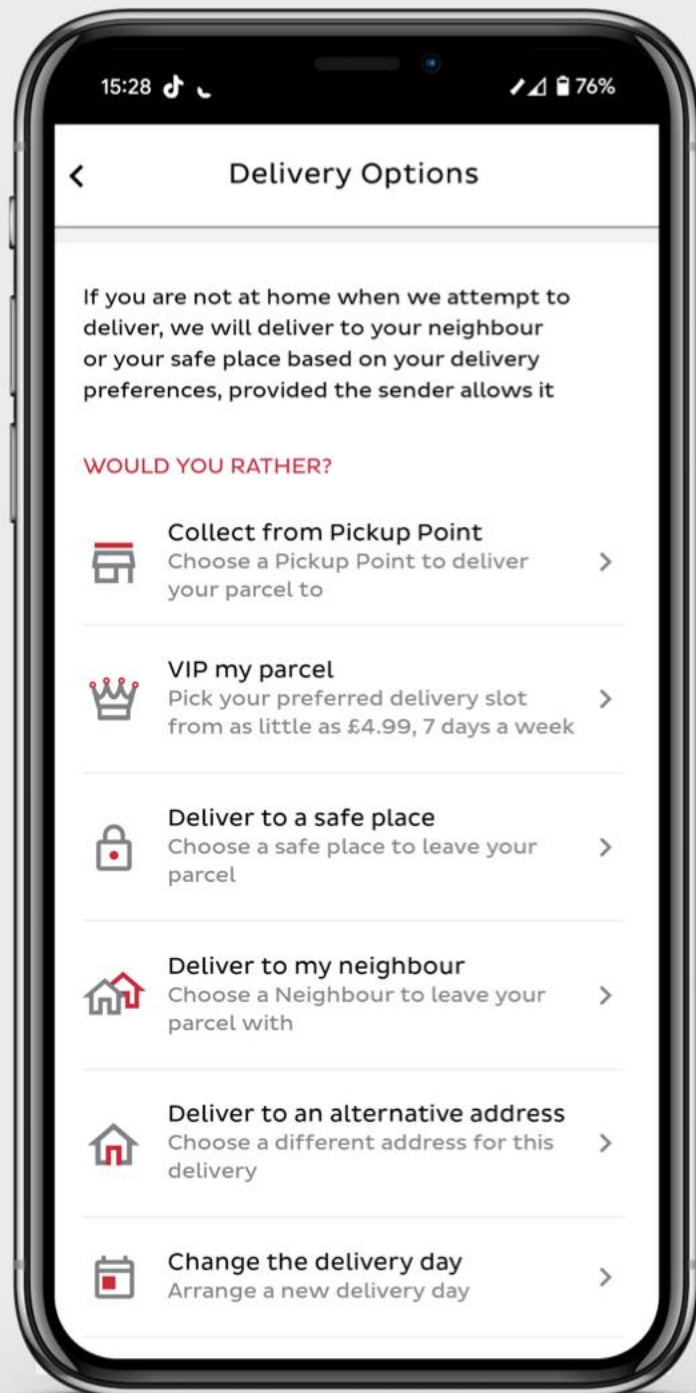 15:28
76%
Delivery Options
If you are not at home when we attempt to
deliver, we will deliver to your neighbour
or your safe place based on your delivery
preferences, provided the sender allows it
WOULD YOU RATHER?
Collect from Pickup Point
Choose a Pickup Point to deliver
your parcel to
VIP my parcel
Pick your preferred delivery slot
from as little as £4.99, 7 days a week
Deliver to a safe place
Choose a safe place to leave your
parcel
Deliver to my neighbour
Choose a Neighbour to leave your
parcel with
Deliver to an alternative address
Choose a different address for this
delivery
Change the delivery day
Arrange a new delivery day